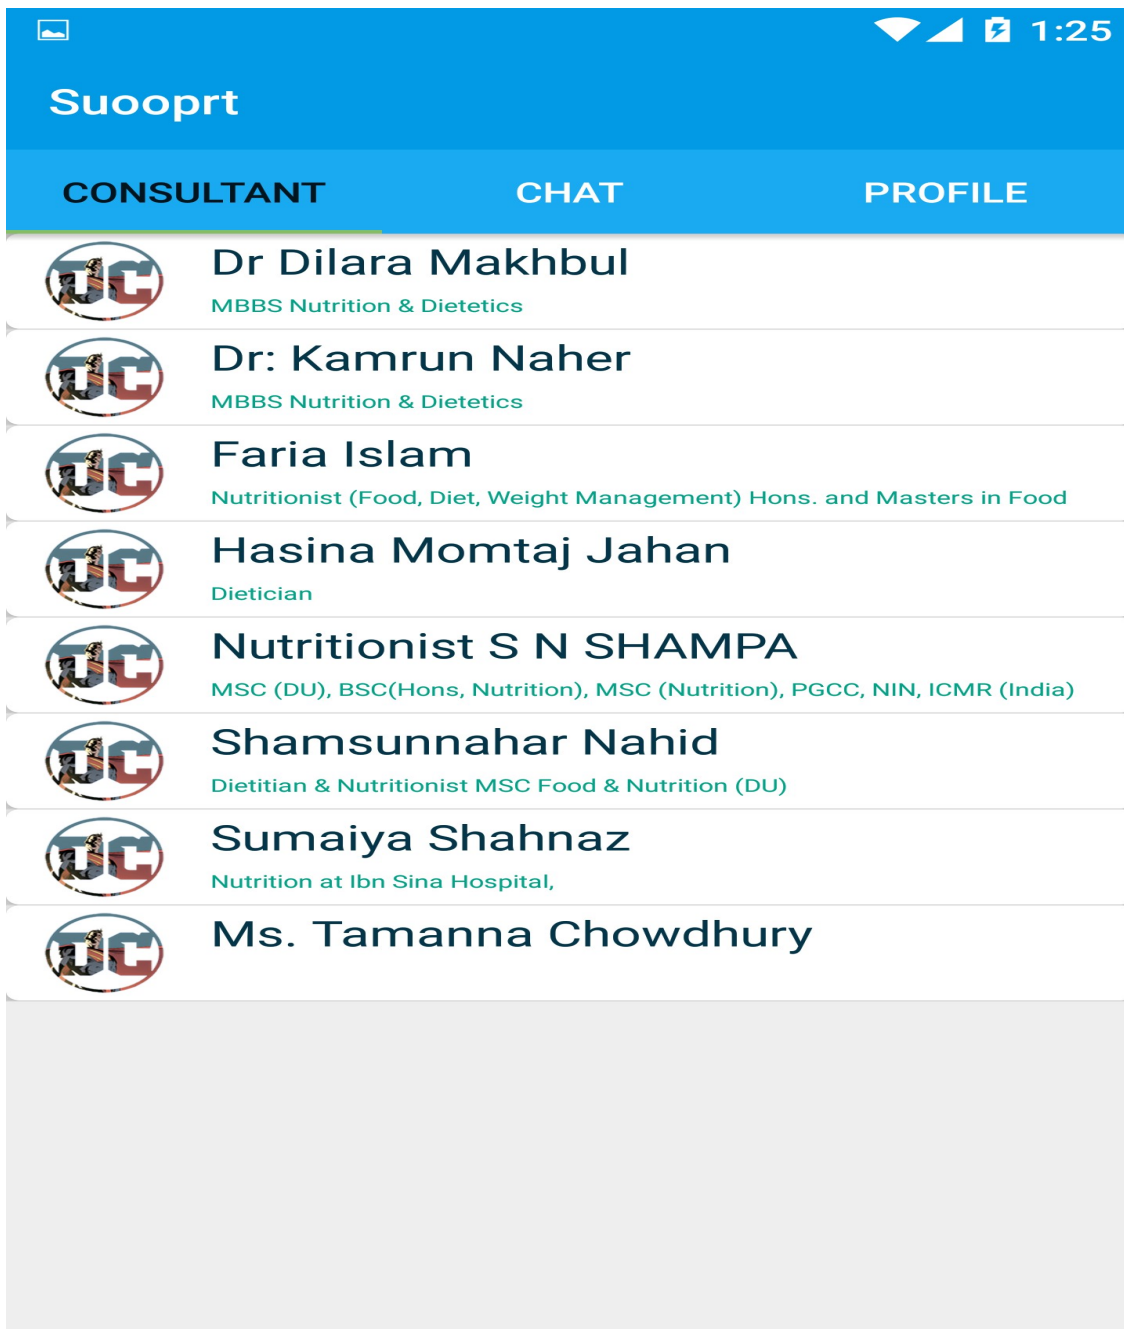 1:25
Suooprt
CONSULTANT CHAT PROFILE
Dr Dilara Makhbul
MBBS Nutrition & Dietetics
Dr: Kamrun Naher
MBBS Nutrition & Dietetics
Faria Islam
Nutritionist (Food, Diet, Weight Management) Hons. and Masters in Food
Hasina Momtaj Jahan
Dietician
Nutritionist S N SHAMPA
MSC (DU), BSC(Hons, Nutrition), MSC (Nutrition), PGCC, NIN, ICMR (India)
Shamsunnahar Nahid
Dietitian & Nutritionist MSC Food & Nutrition (DU)
Sumaiya Shahnaz
Nutrition at Ibn Sina Hospital,
Ms. Tamanna Chowdhury